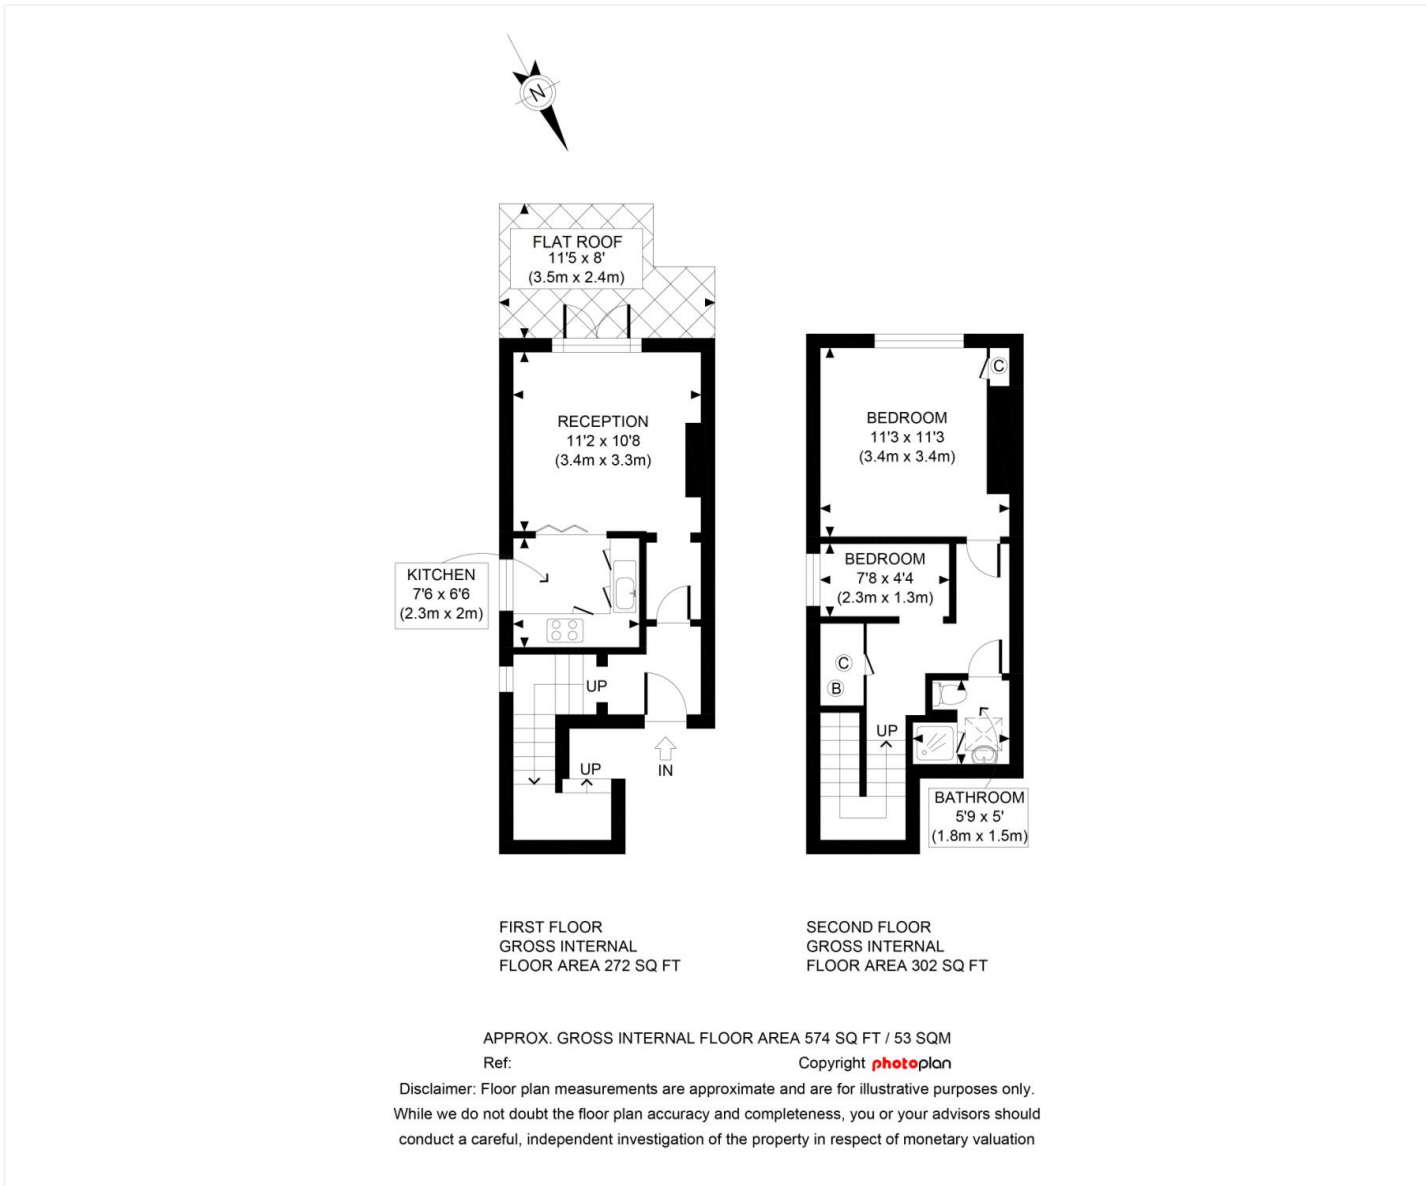 N
FLAT ROOF
11'5 x 8'
(3.5m x 2.4m)
RECEPTION
11'2 x 10'8
(3.4m x 3.3m)
KITCHEN
7'6 x 6'6
(2.3m x 2m)
UP
UP
IN
C
BEDROOM
11'3 x 11'3
(3.4m x 3.4m)
BEDROOM
7'8 x 4'4
(2.3m x 1.3m)
C
B
UP
BATHROOM
5'9 x 5'
(1.8m x 1.5m)
FIRST FLOOR
GROSS INTERNAL
FLOOR AREA 272 SQ FT
SECOND FLOOR
GROSS INTERNAL
FLOOR AREA 302 SQ FT
APPROX. GROSS INTERNAL FLOOR AREA 574 SQ FT / 53 SQM
Ref: Copyright photoplan
Disclaimer: Floor plan measurements are approximate and are for illustrative purposes only.
While we do not doubt the floor plan accuracy and completeness, you or your advisors should
conduct a careful, independent investigation of the property in respect of monetary valuation